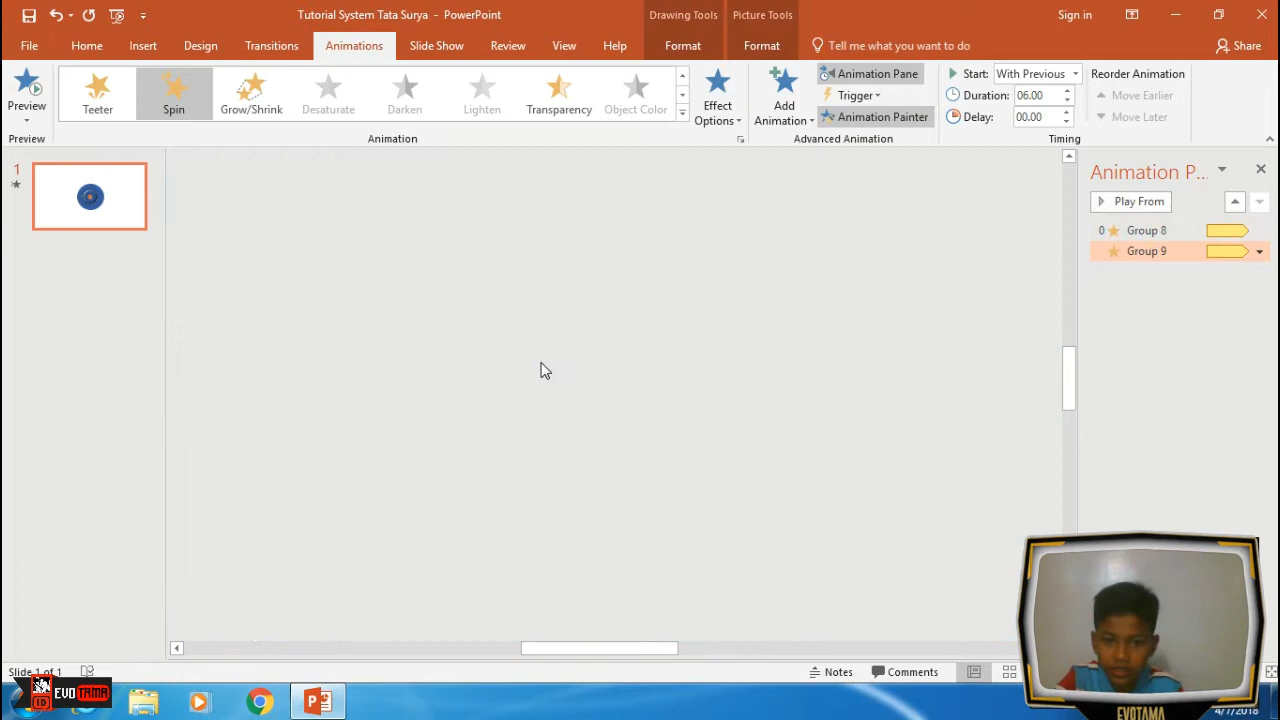 Tutorial System Tata Surya - PowerPoint
Drawing Tools
Picture Tools
Sign in
File
Home
Insert
Design
Transitions
Animations
Slide Show
Review
View
Help
Format
Format
Tell me what you want to do
Share
Preview
Teeter
Spin
Grow/Shrink
Desaturate
Darken
Lighten
Transparency
Object Color
Effect
Options
Add
Animation
Animation Pane
Trigger
Animation Painter
Start: With Previous
Duration: 06.00
Delay: 00.00
Reorder Animation
Move Earlier
Move Later
Preview
Animation
Advanced Animation
Timing
1
Animation P...
Play From
0 Group 8
Group 9
Slide 1 of 1
Notes
Comments
ID
EVOTAMA
EVOTAMA
4/7/2018